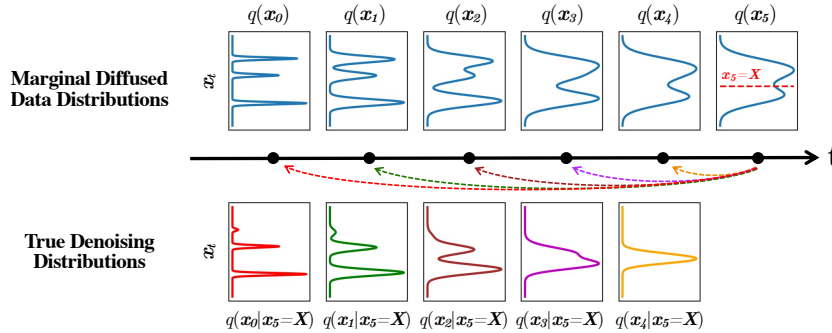 q(x₀) q(x₁) q(x₂) q(x₃) q(x₄) q(x₅)
Marginal Diffused
Data Distributions
xₜ
x₅=X
t
True Denoising
Distributions
xₜ
q(x₀|x₅=X) q(x₁|x₅=X) q(x₂|x₅=X) q(x₃|x₅=X) q(x₄|x₅=X)